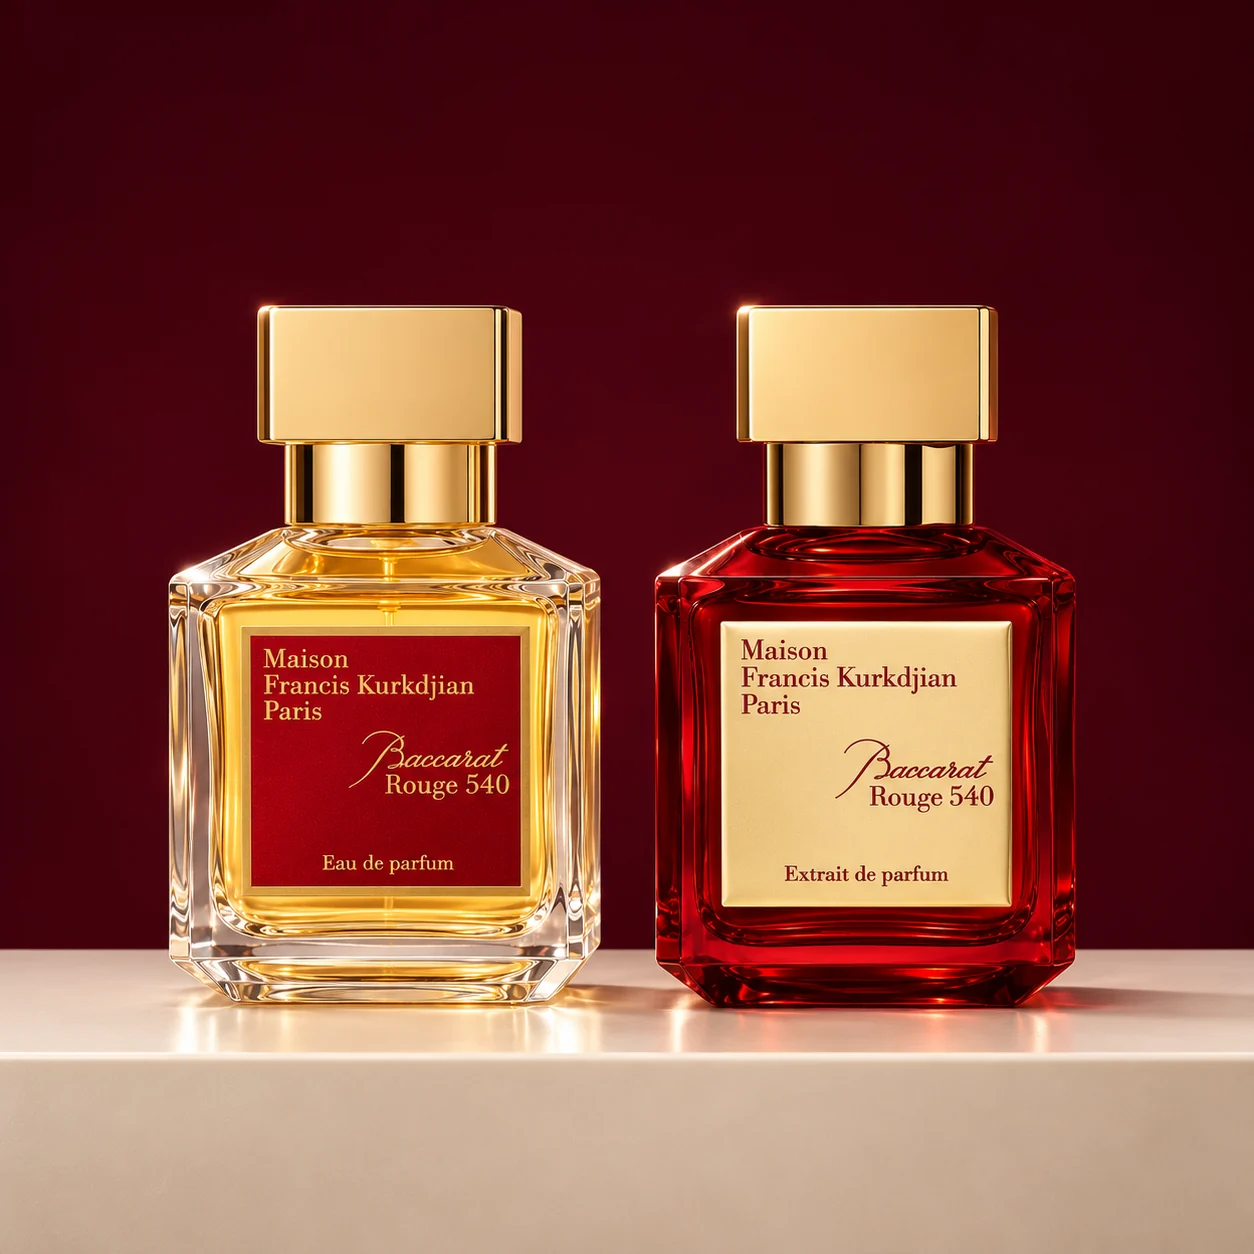 Maison
Francis Kurkdjian
Paris
Baccarat
Rouge 540
Eau de parfum
Maison
Francis Kurkdjian
Paris
Baccarat
Rouge 540
Extrait de parfum